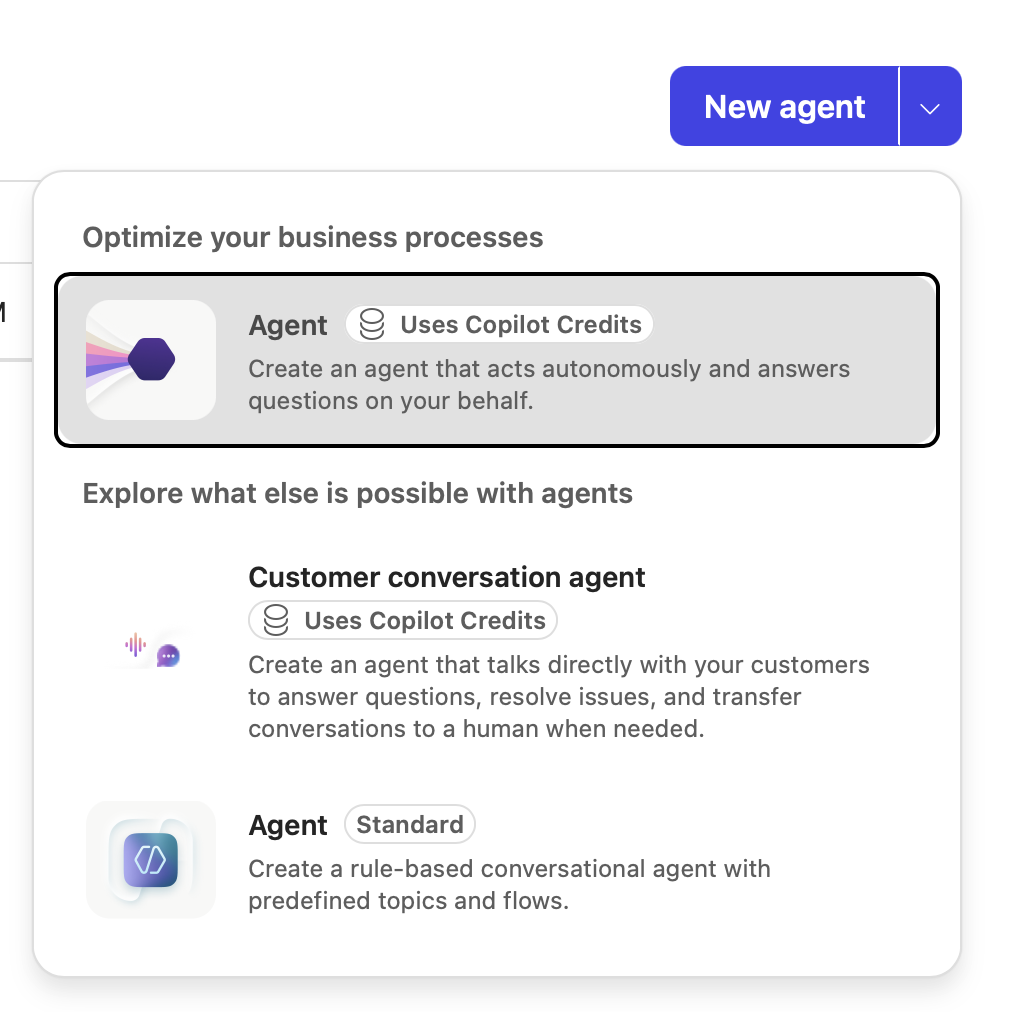 New agent
Optimize your business processes
Agent Uses Copilot Credits
Create an agent that acts autonomously and answers
questions on your behalf.
Explore what else is possible with agents
Customer conversation agent
Uses Copilot Credits
Create an agent that talks directly with your customers
to answer questions, resolve issues, and transfer
conversations to a human when needed.
Agent Standard
Create a rule-based conversational agent with
predefined topics and flows.